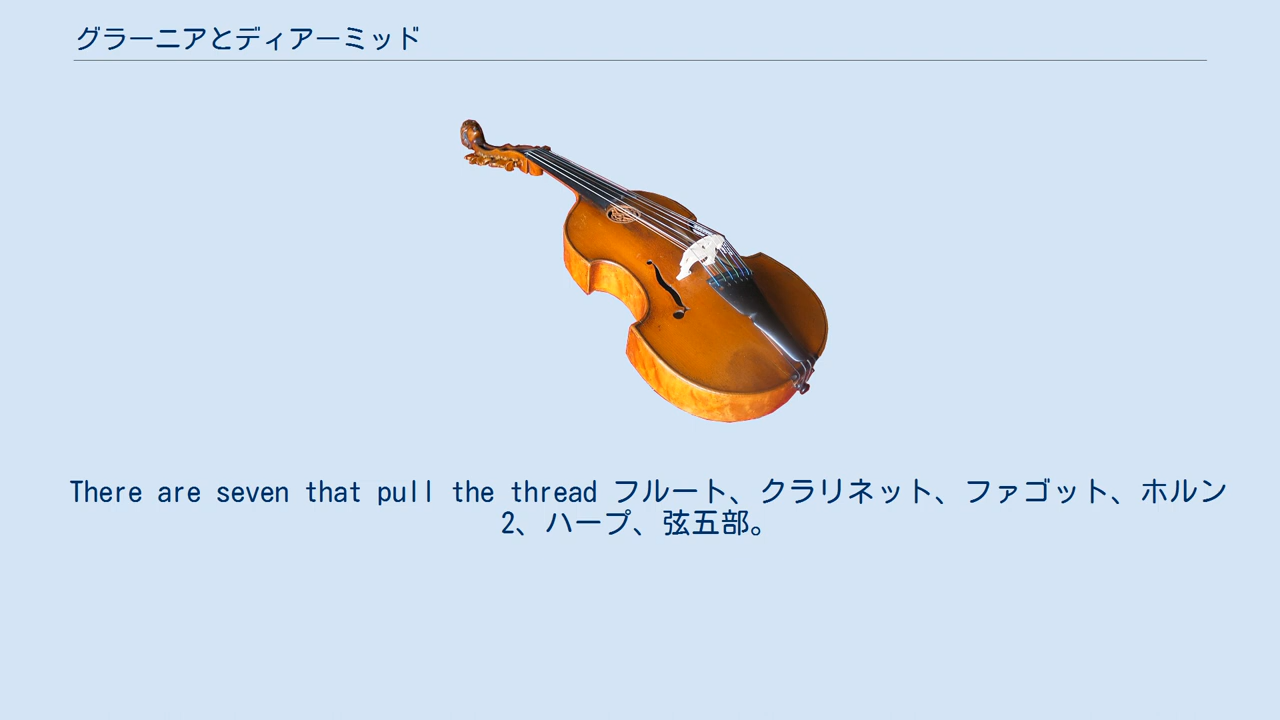 グラーニアとディアーミッド
There are seven that pull the thread フルート、クラリネット、ファゴット、ホルン
2、ハープ、弦五部。